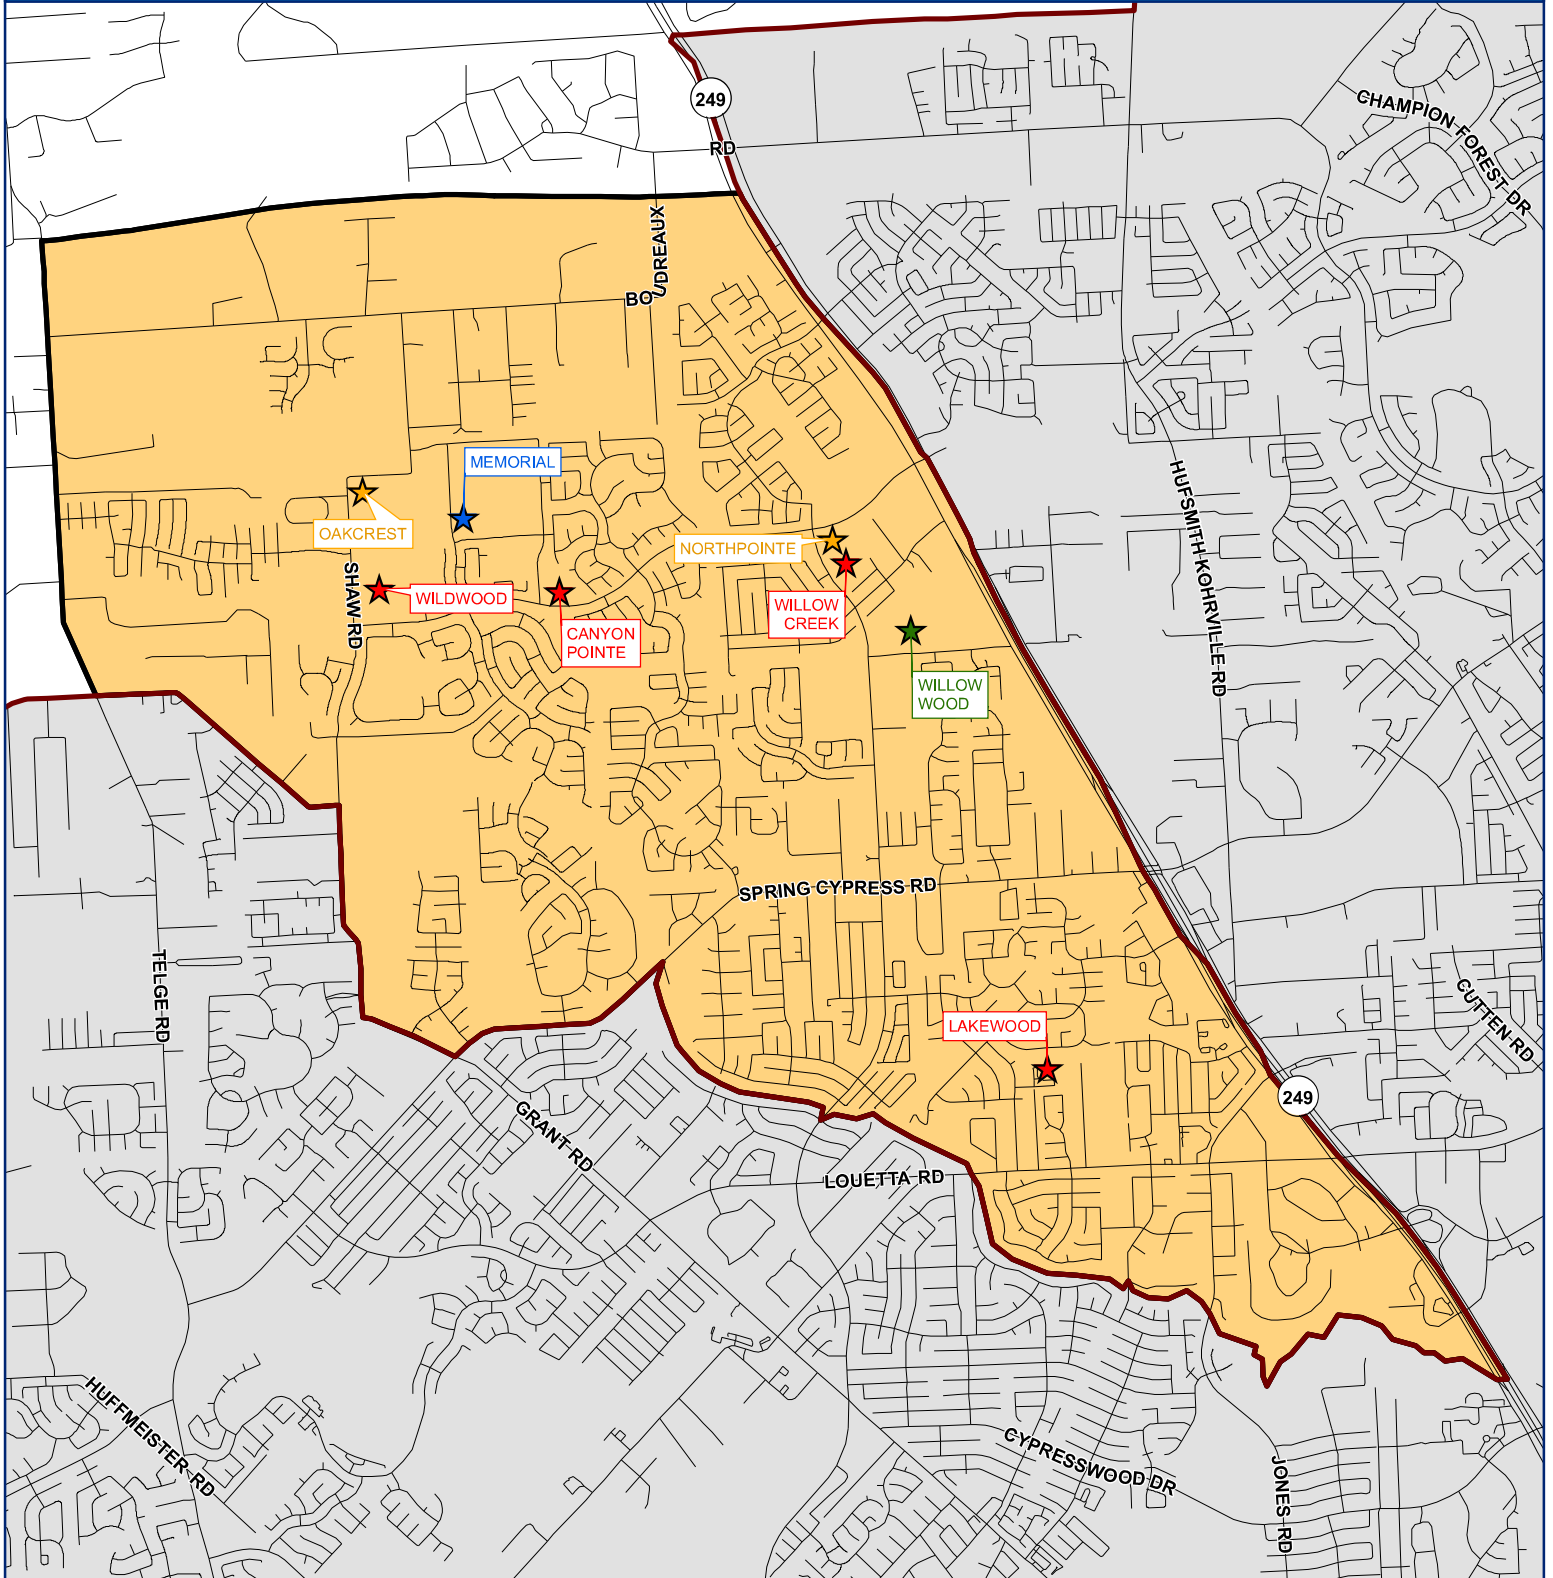 249
CHAMPION FOREST DR
RD
BOUDREAUX
MEMORIAL
OAKCREST
NORTHPOINTE
HUFSMITH-KOHRVILLE RD
SHAW RD
WILDWOOD
WILLOW
CREEK
CANYON
POINTE
WILLOW
WOOD
SPRING CYPRESS RD
TELGE RD
CUTTEN RD
LAKEWOOD
249
GRANT RD
LOUETTA RD
HUFFMEISTER RD
CYPRESSWOOD DR
JONES RD